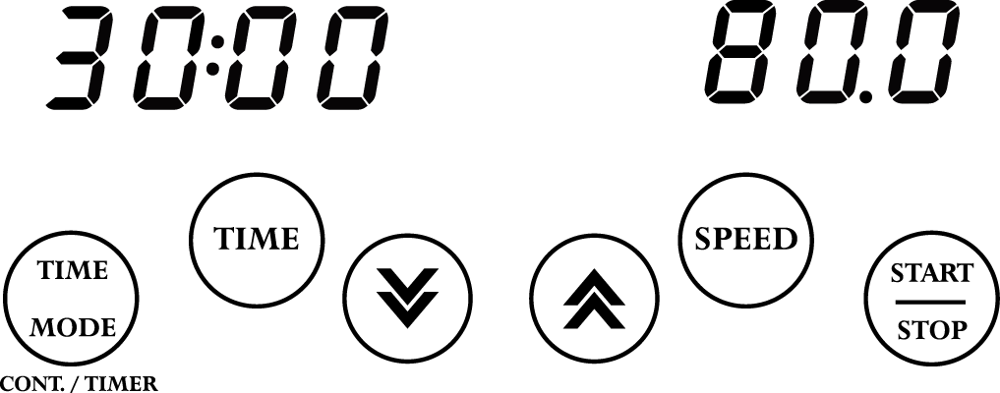 30:00 80.0
TIME SPEED
TIME
MODE
START
STOP
CONT. / TIMER